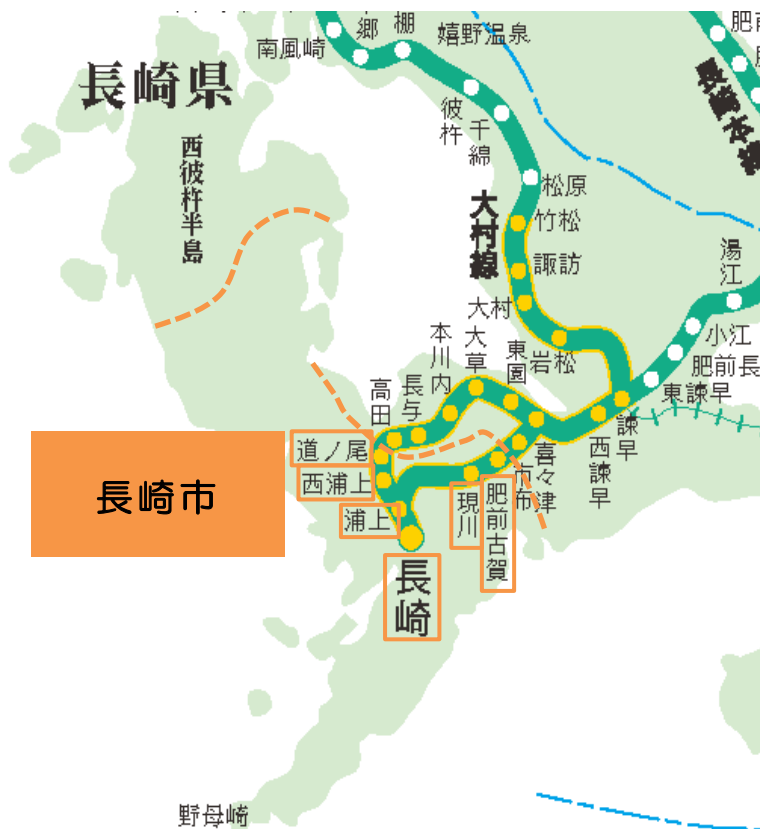 郷
棚
嬉野温泉
南風崎
彼杵
千綿
長崎県
西彼杵半島
松原
大村線
竹松
諏訪
大村
岩松
湯江
小江
肥前長
東諫早
諫早
西諫早
本川内
大草
東園
高田
長与
喜々津
市布
道ノ尾
西浦上
浦上
現川
肥前古賀
長崎市
長崎
野母崎